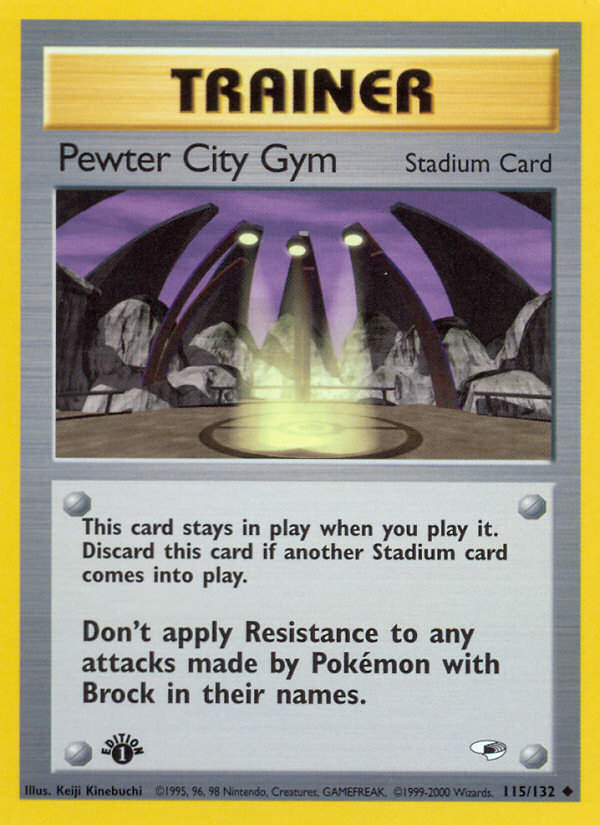 TRAINER
Pewter City Gym Stadium Card
This card stays in play when you play it.
Discard this card if another Stadium card
comes into play.
Don't apply Resistance to any
attacks made by Pokémon with
Brock in their names.
EDITION
1
Illus. Keiji Kinebuchi ©1995, 96, 98 Nintendo, Creatures, GAMEFREAK. ©1999-2000 Wizards. 115/132